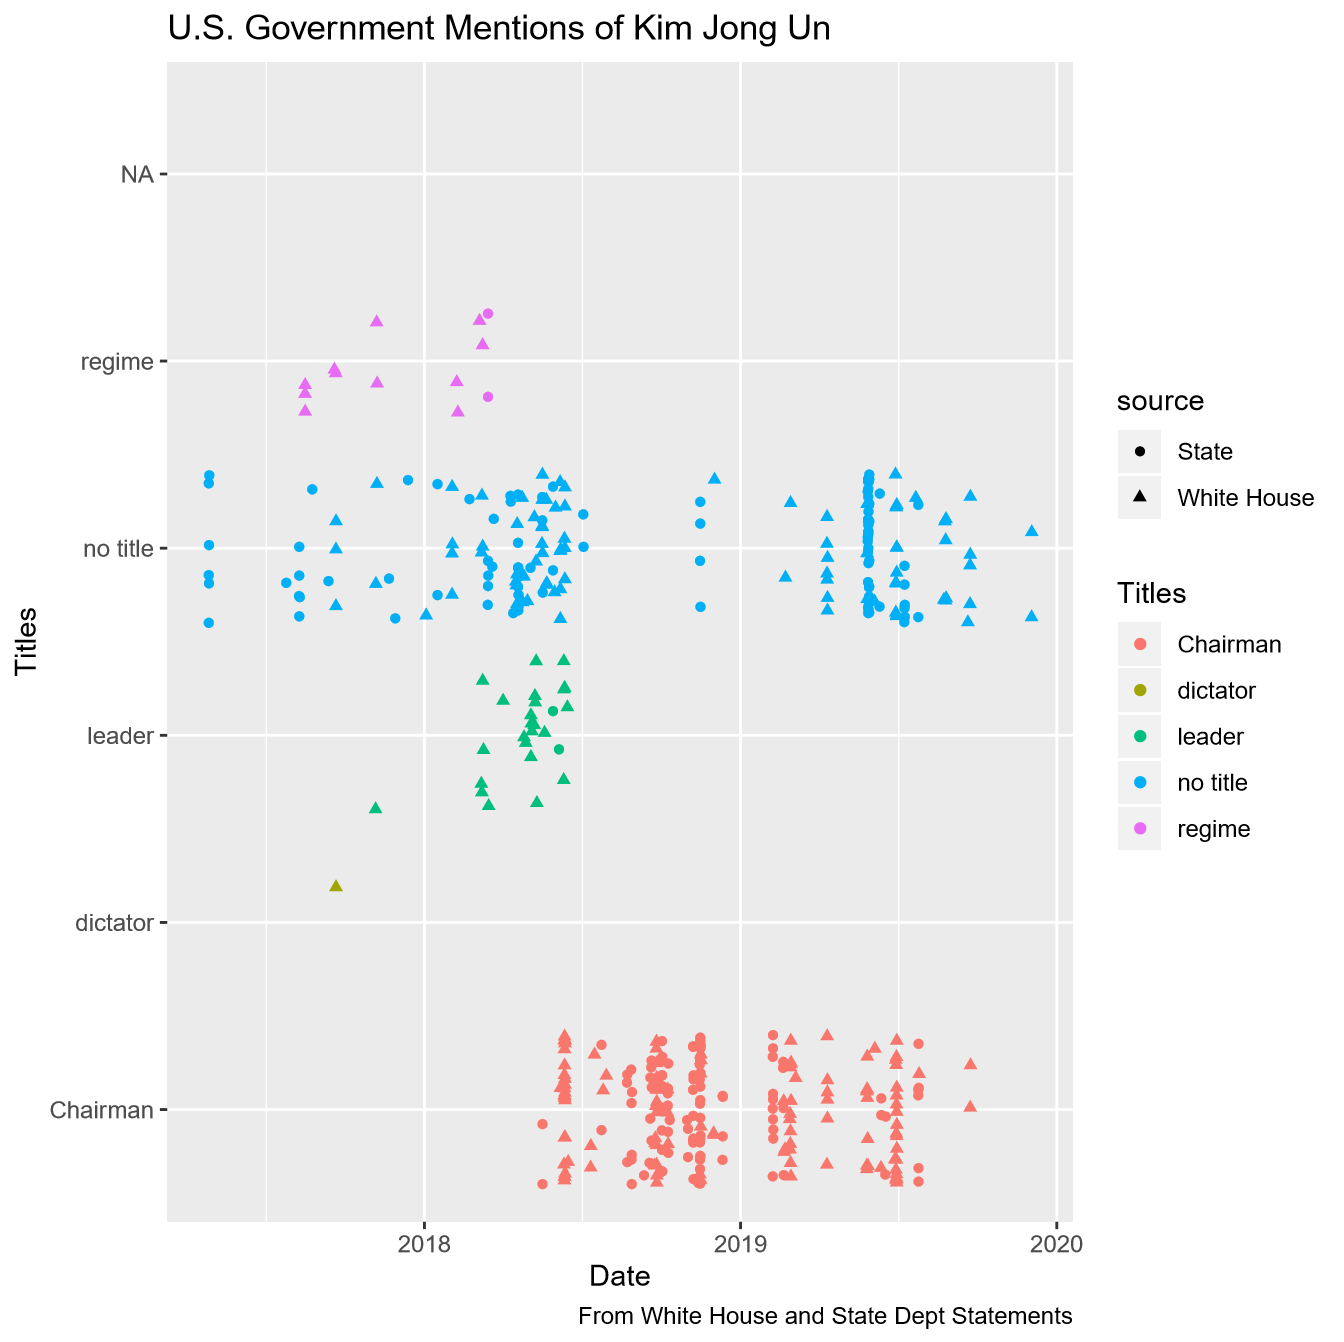 U.S. Government Mentions of Kim Jong Un
Titles
NA
regime
no title
leader
dictator
Chairman
2018
2019
2020
Date
From White House and State Dept Statements
source
State
White House
Titles
Chairman
dictator
leader
no title
regime